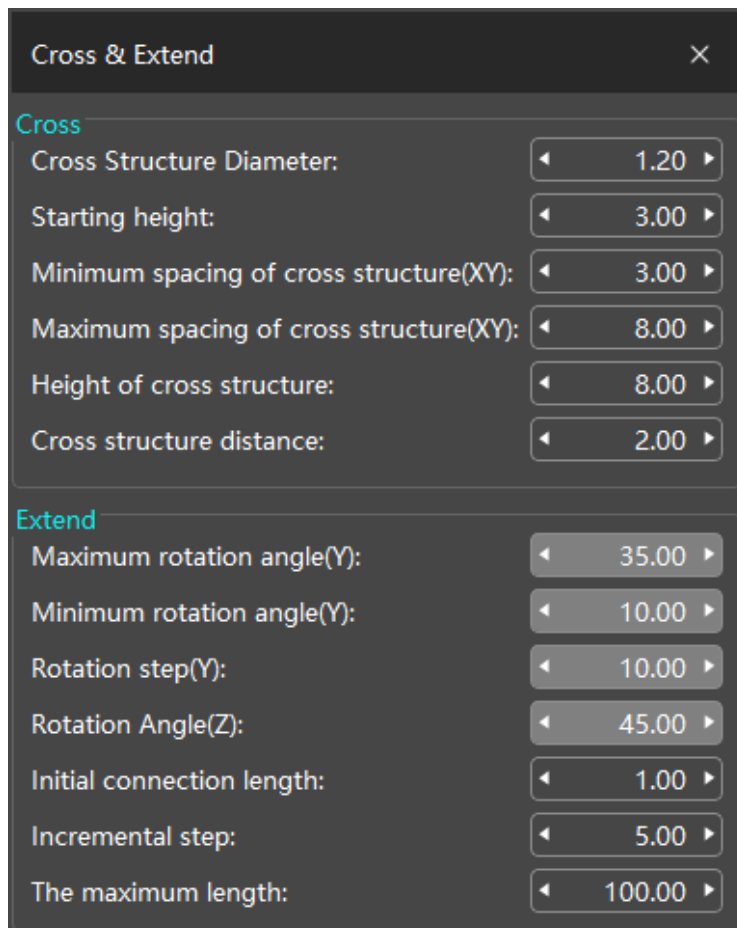 Cross & Extend
Cross
Cross Structure Diameter: 1.20
Starting height: 3.00
Minimum spacing of cross structure(XY): 3.00
Maximum spacing of cross structure(XY): 8.00
Height of cross structure: 8.00
Cross structure distance: 2.00
Extend
Maximum rotation angle(Y): 35.00
Minimum rotation angle(Y): 10.00
Rotation step(Y): 10.00
Rotation Angle(Z): 45.00
Initial connection length: 1.00
Incremental step: 5.00
The maximum length: 100.00